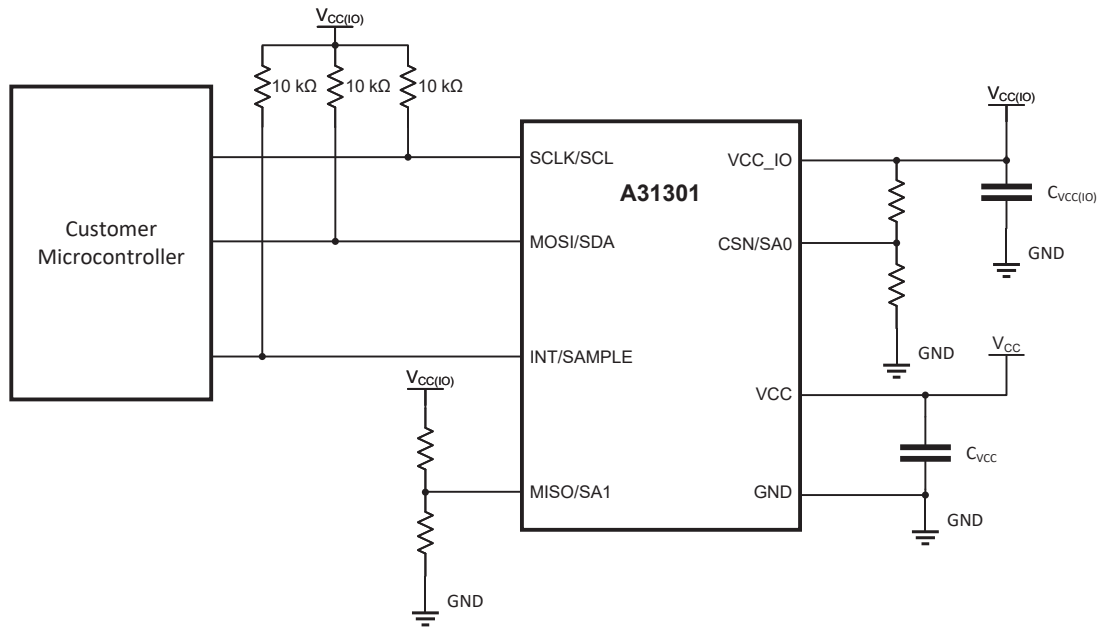 VCC(IO)
10 kΩ 10 kΩ 10 kΩ
Customer
Microcontroller
A31301
SCLK/SCL
MOSI/SDA
INT/SAMPLE
MISO/SA1
VCC_IO
CSN/SA0
VCC
GND
VCC(IO)
CVCC(IO)
GND
GND
VCC
CVCC
GND
VCC(IO)
GND